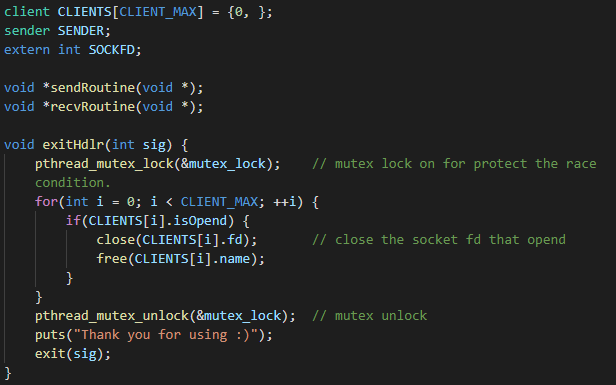 client CLIENTS[CLIENT_MAX] = {0, };
sender SENDER;
extern int SOCKFD;

void *sendRoutine(void *);
void *recvRoutine(void *);

void exitHdlr(int sig) {
    pthread_mutex_lock(&mutex_lock);    // mutex lock on for protect the race
    condition.
    for(int i = 0; i < CLIENT_MAX; ++i) {
        if(CLIENTS[i].isOpend) {
            close(CLIENTS[i].fd);       // close the socket fd that opend
            free(CLIENTS[i].name);
        }
    }
    pthread_mutex_unlock(&mutex_lock);  // mutex unlock
    puts("Thank you for using :)");
    exit(sig);
}